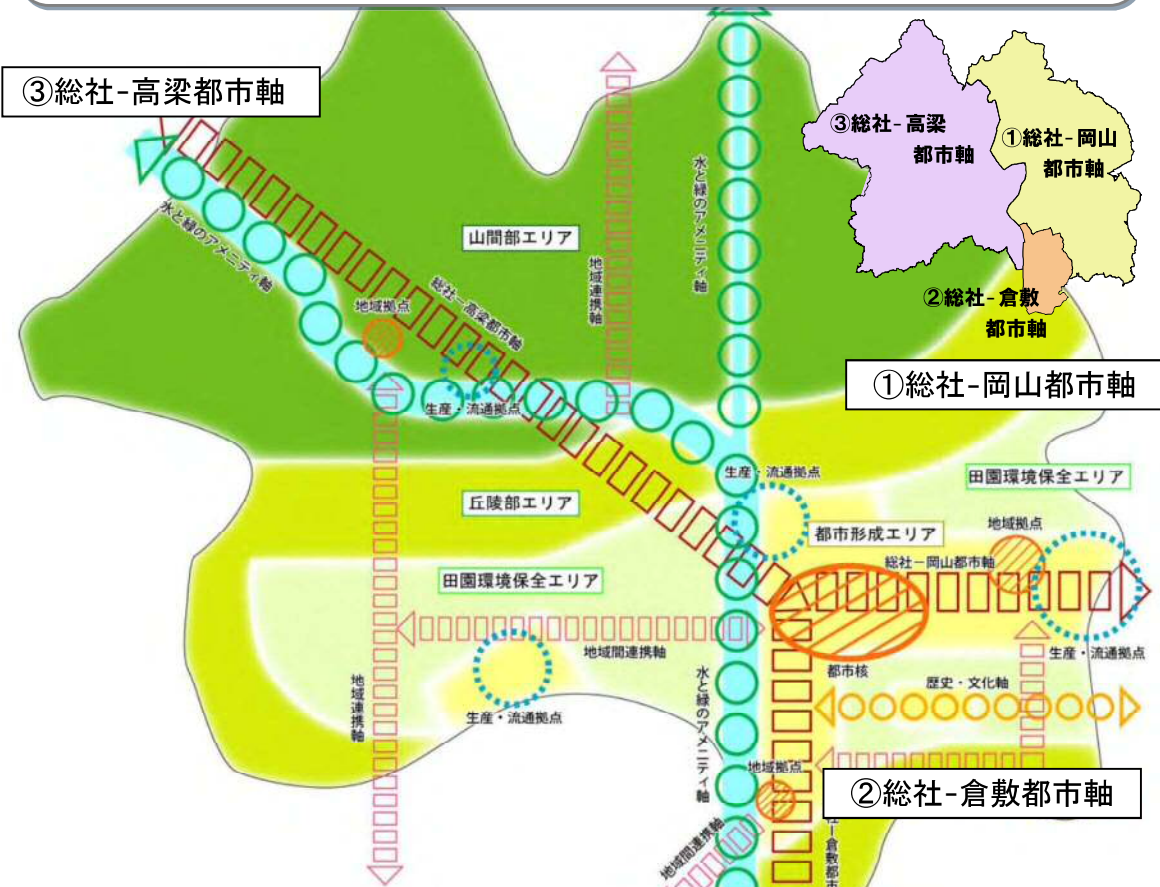 ③総社-高梁都市軸
③総社-高梁
都市軸
①総社-岡山
都市軸
②総社-倉敷
都市軸
水と緑のアメニティ軸
水と緑のアメニティ軸
山間部エリア
地域連携軸
総社－高梁都市軸
地域拠点
①総社-岡山都市軸
生産・流通拠点
生産・流通拠点
田園環境保全エリア
丘陵部エリア
地域拠点
都市形成エリア
総社－岡山都市軸
田園環境保全エリア
地域間連携軸
生産・流通拠点
都市核
水と緑のアメニティ軸
地域連携軸
歴史・文化軸
生産・流通拠点
地域拠点
②総社-倉敷都市軸
地域間連携軸
社－倉敷都市